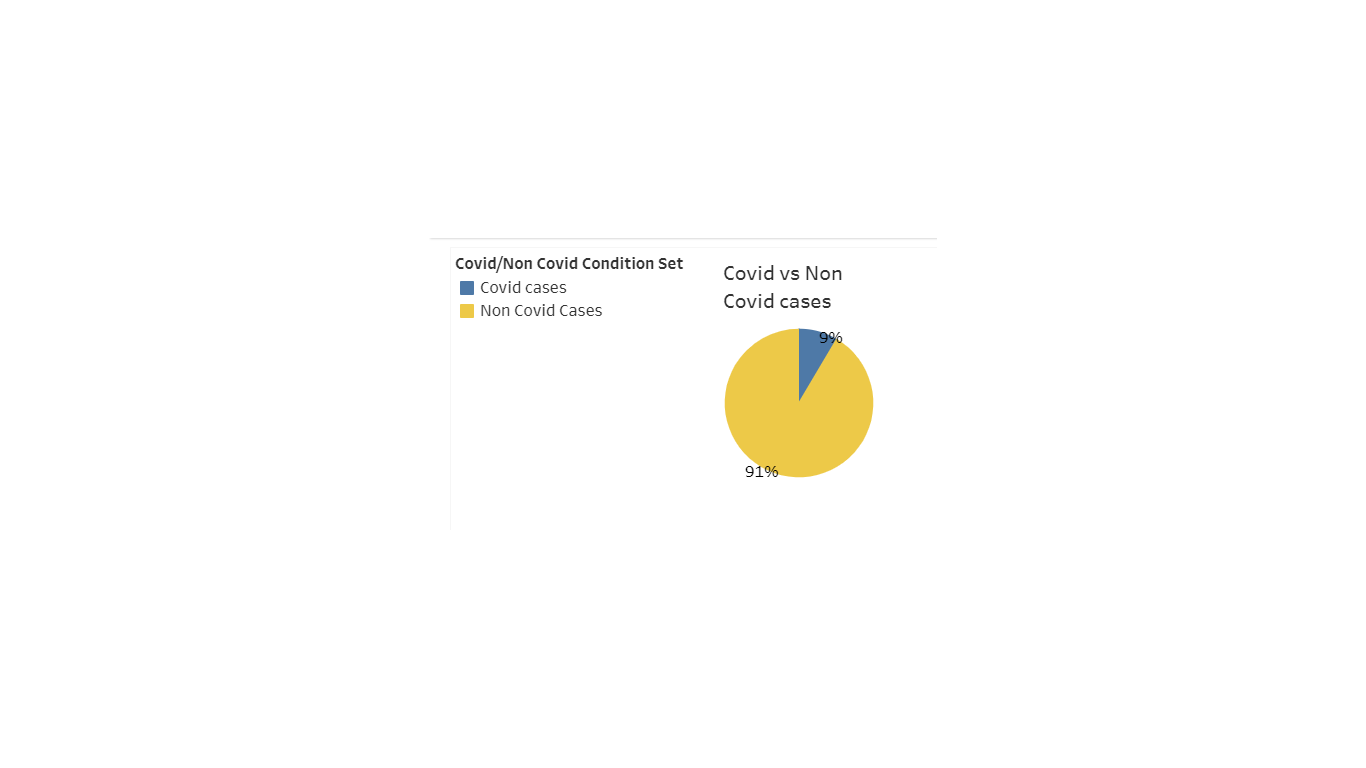 Covid/Non Covid Condition Set
Covid cases
Non Covid Cases
Covid vs Non
Covid cases
9%
91%